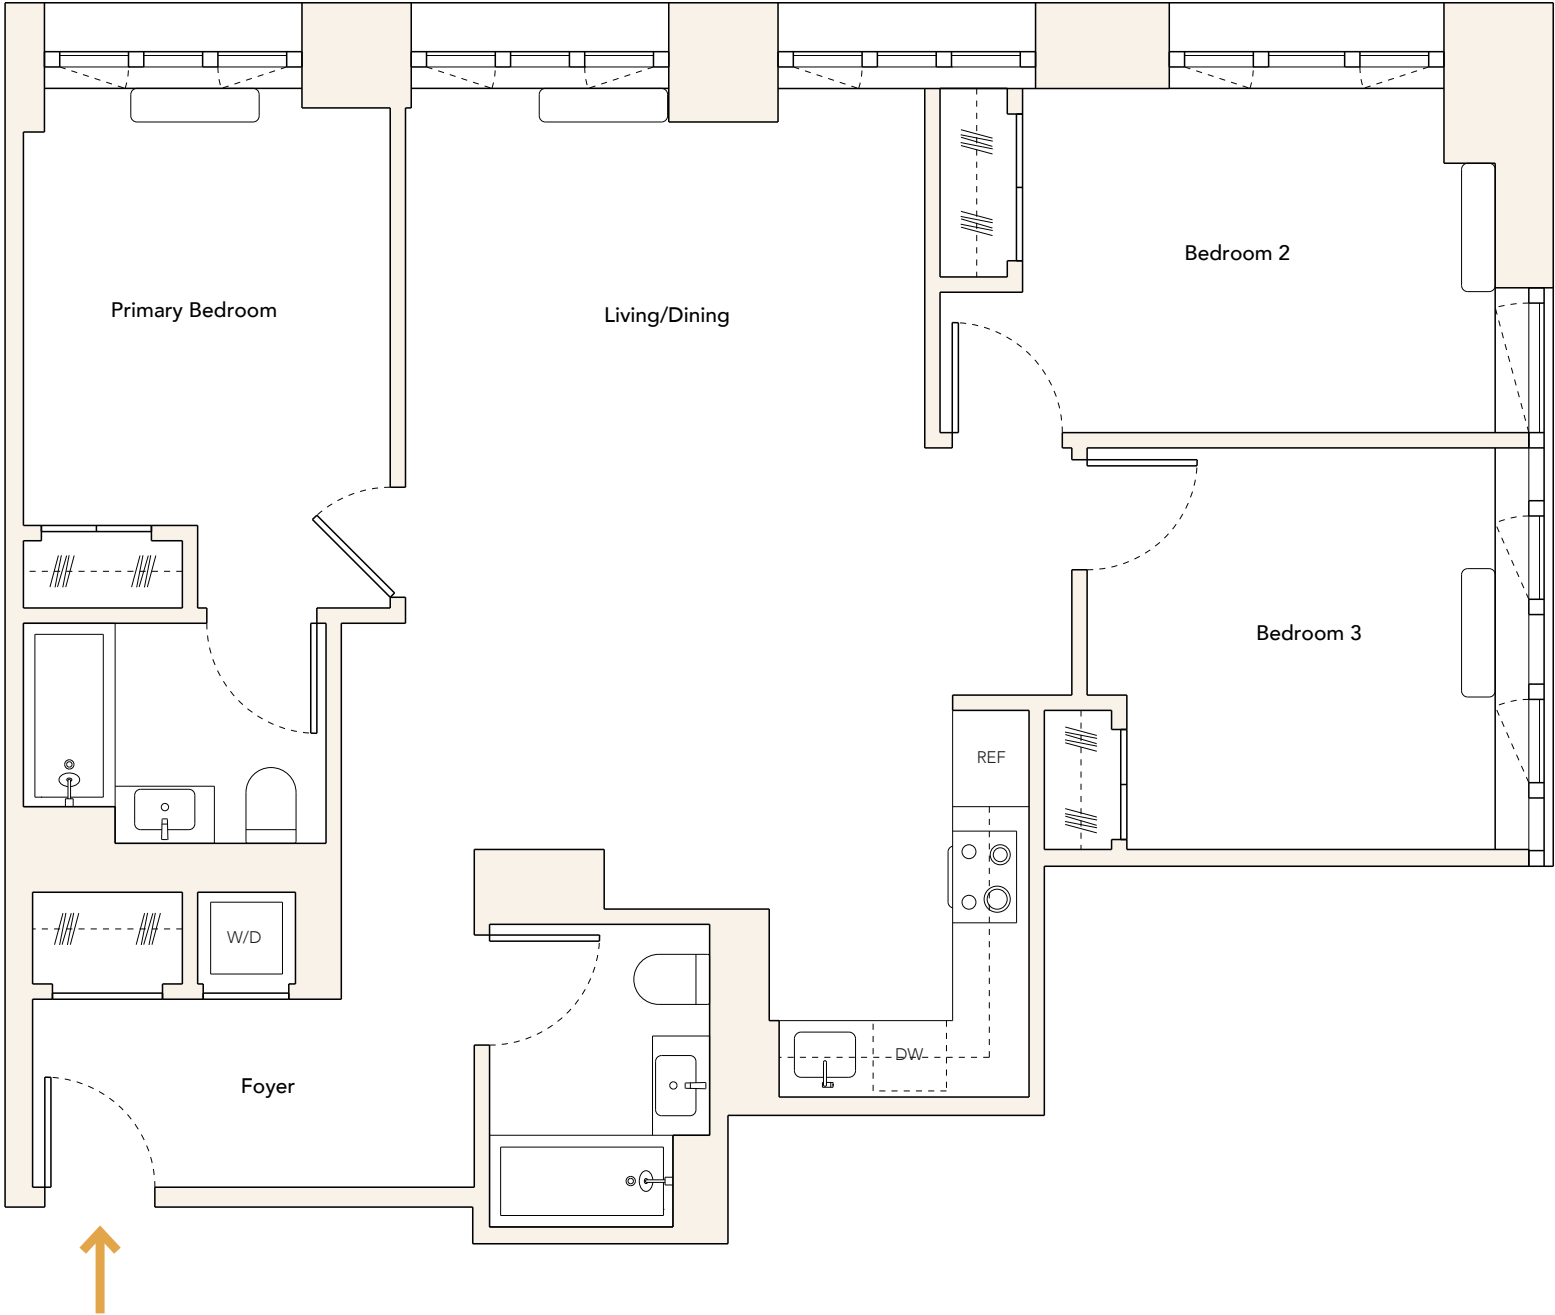 Bedroom 2
Primary Bedroom
Living/Dining
Bedroom 3
REF
W/D
DW
Foyer